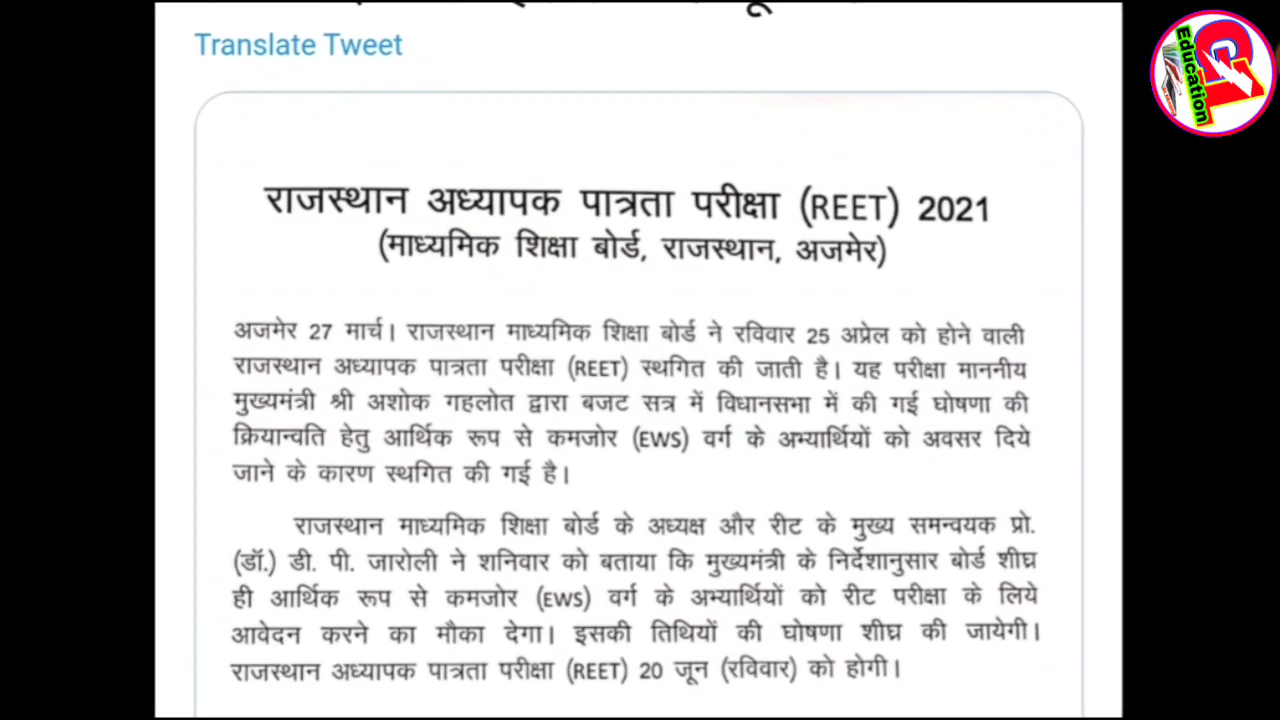 Translate Tweet
Education
राजस्थान अध्यापक पात्रता परीक्षा (REET) 2021
(माध्यमिक शिक्षा बोर्ड, राजस्थान, अजमेर)
अजमेर 27 मार्च। राजस्थान माध्यमिक शिक्षा बोर्ड ने रविवार 25 अप्रेल को होने वाली
राजस्थान अध्यापक पात्रता परीक्षा (REET) स्थगित की जाती है। यह परीक्षा माननीय
मुख्यमंत्री श्री अशोक गहलोत द्वारा बजट सत्र में विधानसभा में की गई घोषणा की
क्रियान्वति हेतु आर्थिक रूप से कमजोर (EWS) वर्ग के अभ्यार्थियों को अवसर दिये
जाने के कारण स्थगित की गई है।
राजस्थान माध्यमिक शिक्षा बोर्ड के अध्यक्ष और रीट के मुख्य समन्वयक प्रो.
(डॉ.) डी. पी. जारोली ने शनिवार को बताया कि मुख्यमंत्री के निर्देशानुसार बोर्ड शीघ्र
ही आर्थिक रूप से कमजोर (EWS) वर्ग के अभ्यार्थियों को रीट परीक्षा के लिये
आवेदन करने का मौका देगा। इसकी तिथियों की घोषणा शीघ्र की जायेगी।
राजस्थान अध्यापक पात्रता परीक्षा (REET) 20 जून (रविवार) को होगी।